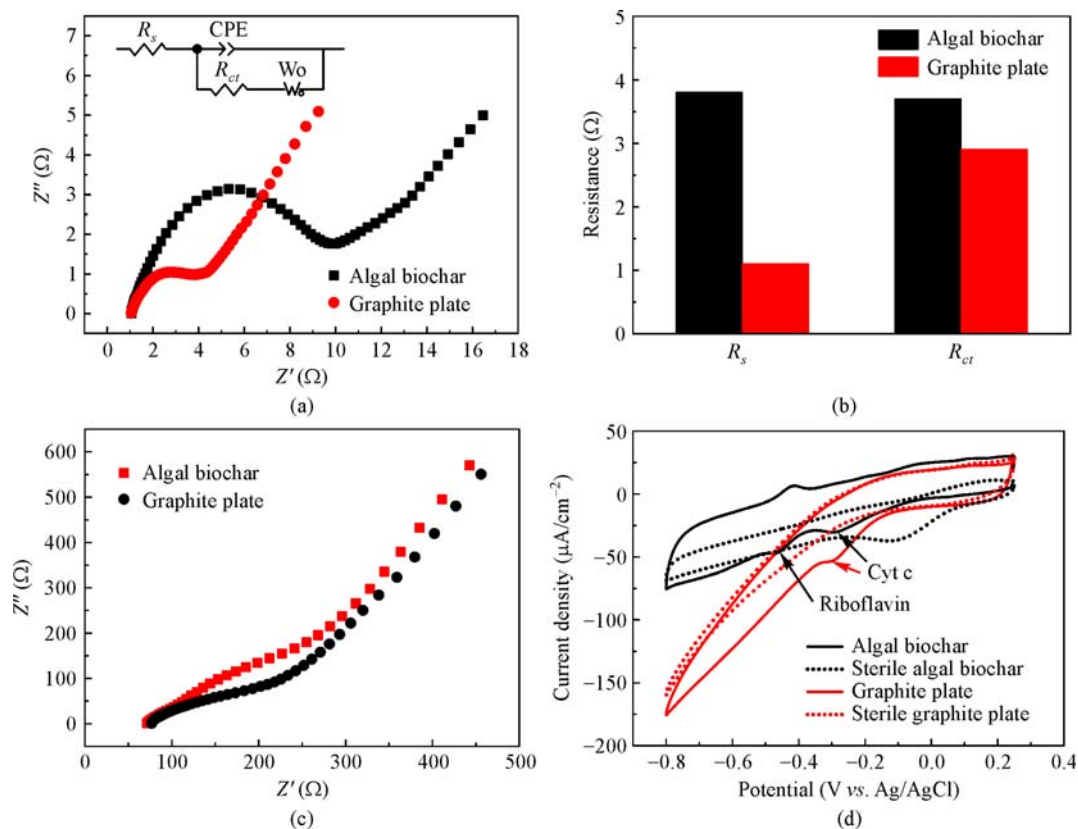 (a)
7
6
5
4
3
2
1
0
Z″ (Ω)
R_s
CPE
R_ct
Wo
Algal biochar
Graphite plate
0 2 4 6 8 10 12 14 16 18
Z′ (Ω)
(a)
5
4
3
2
1
0
Resistance (Ω)
Algal biochar
Graphite plate
R_s R_ct
(b)
600
500
400
300
200
100
0
Z″ (Ω)
Algal biochar
Graphite plate
0 100 200 300 400 500
Z′ (Ω)
(c)
50
0
−50
−100
−150
−200
Current density (μA/cm⁻²)
Cyt c
Riboflavin
Algal biochar
Sterile algal biochar
Graphite plate
Sterile graphite plate
−0.8 −0.6 −0.4 −0.2 0.0 0.2 0.4
Potential (V vs. Ag/AgCl)
(d)